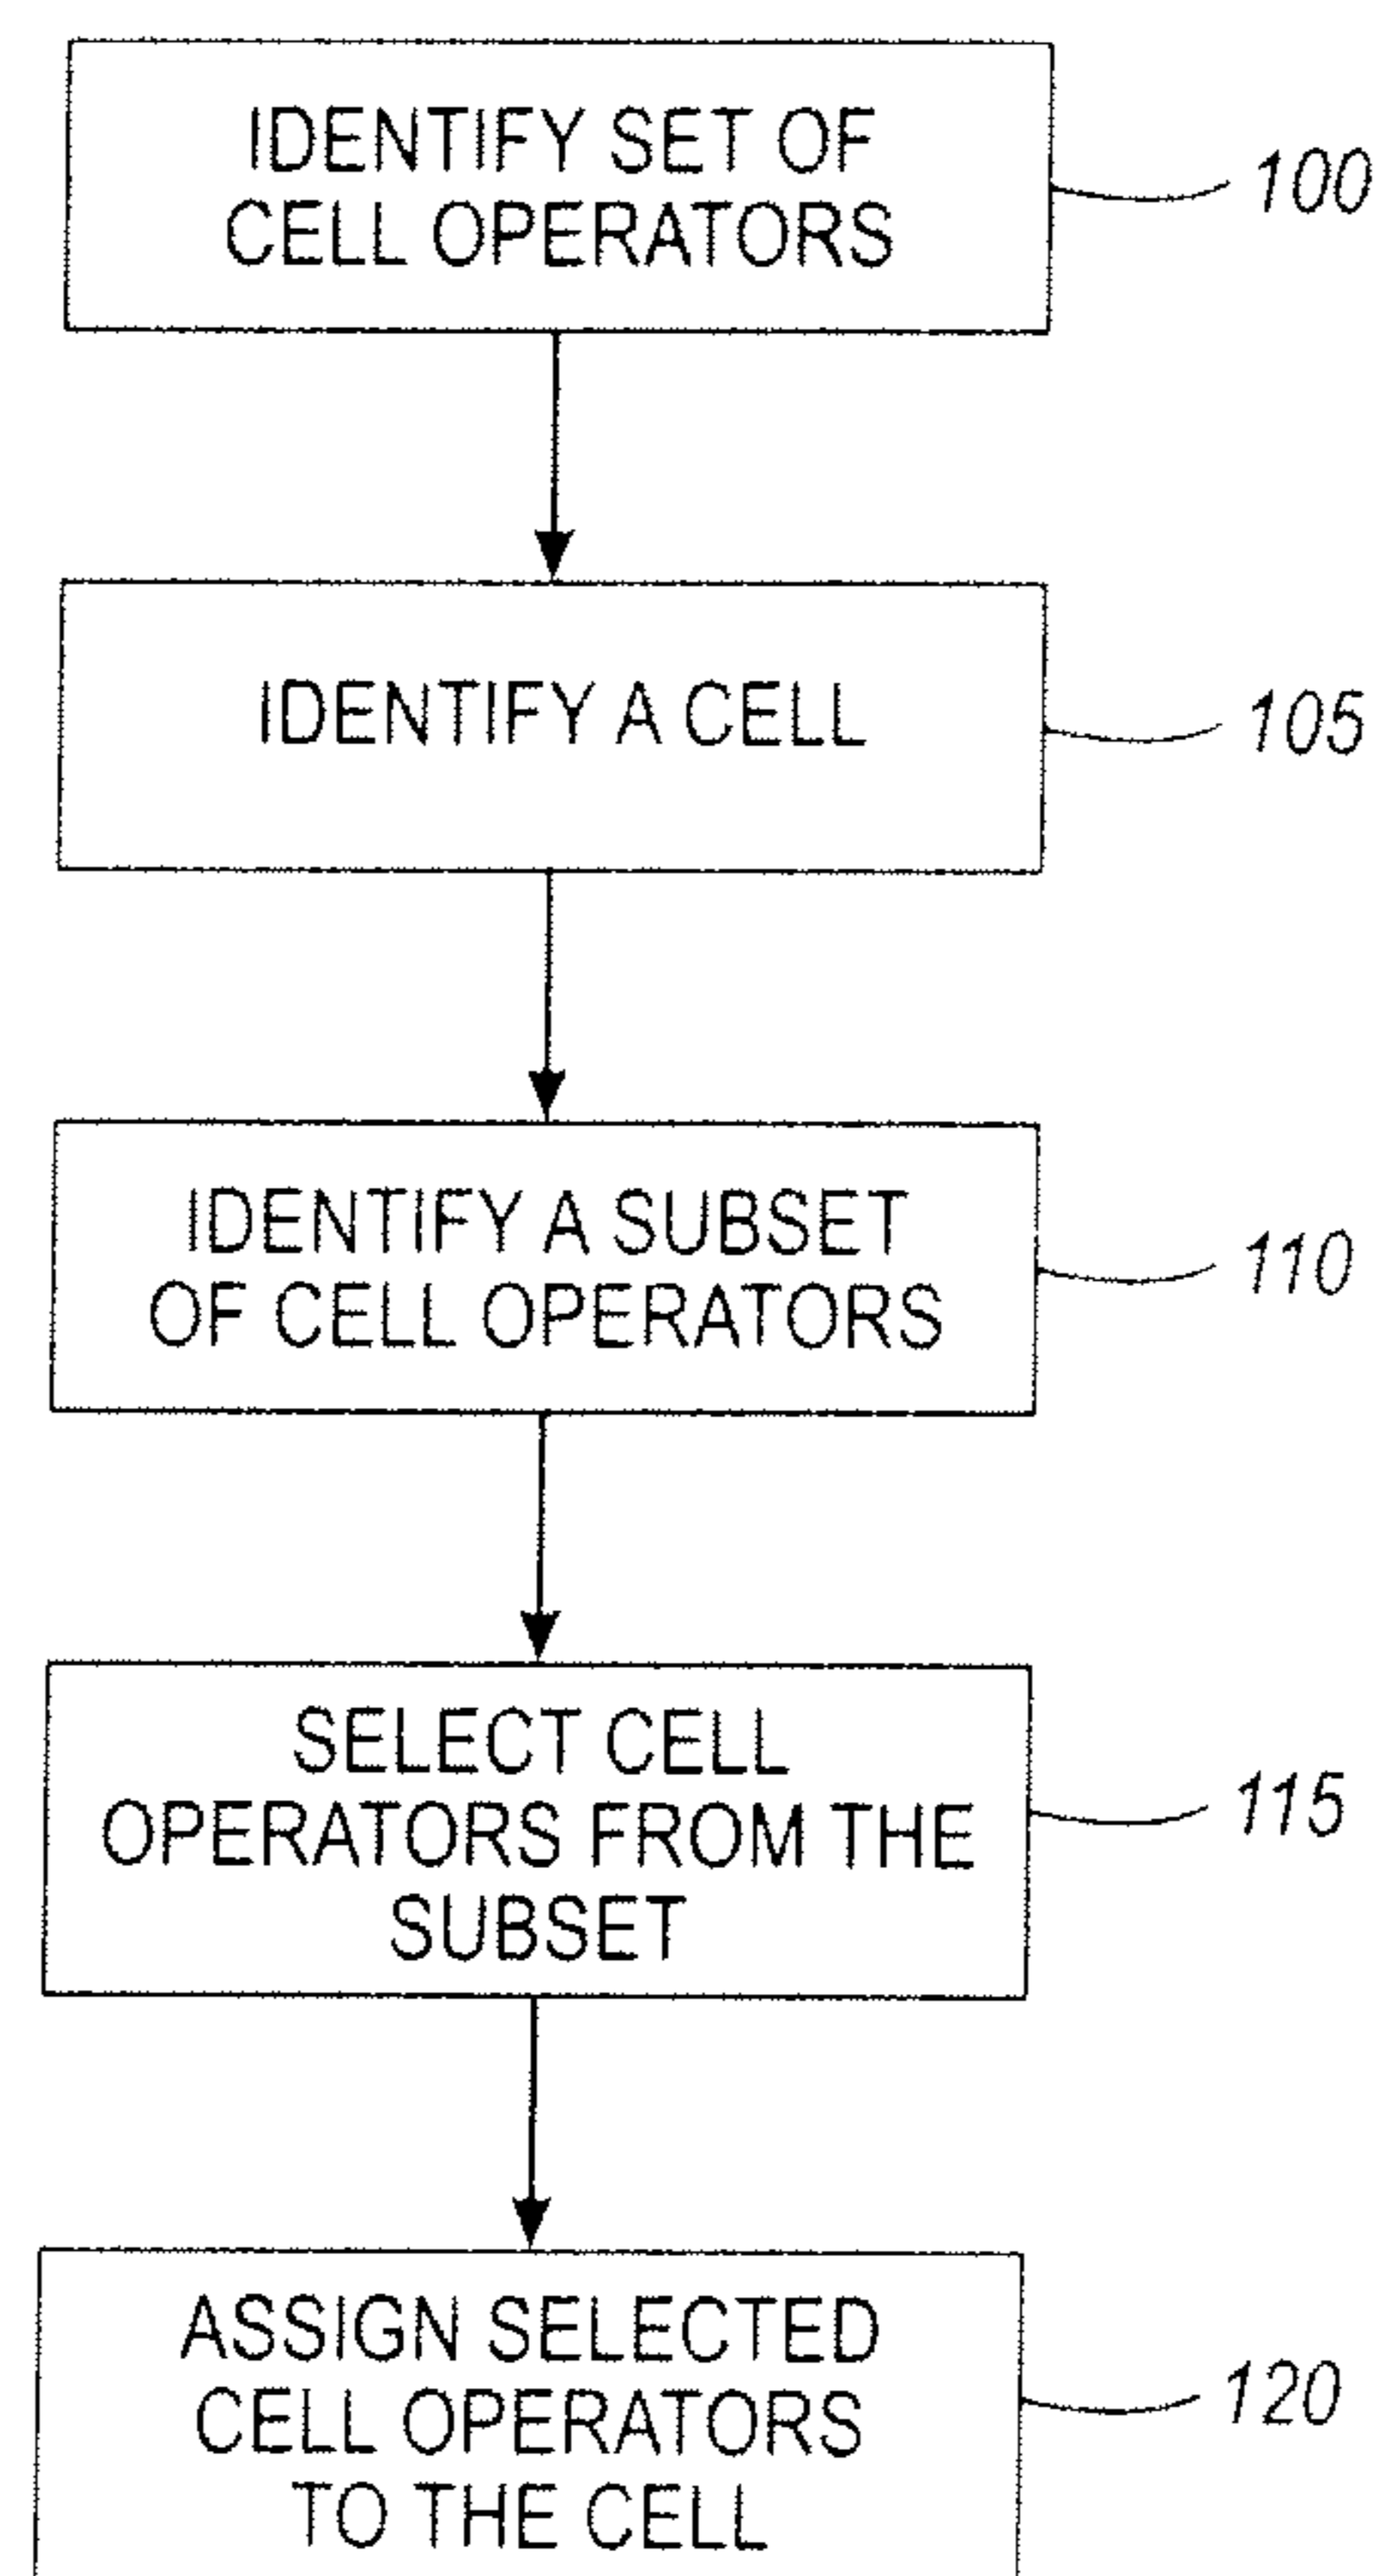 IDENTIFY SET OF
CELL OPERATORS
100
IDENTIFY A CELL
105
IDENTIFY A SUBSET
OF CELL OPERATORS
110
SELECT CELL
OPERATORS FROM THE
SUBSET
115
ASSIGN SELECTED
CELL OPERATORS
TO THE CELL
120